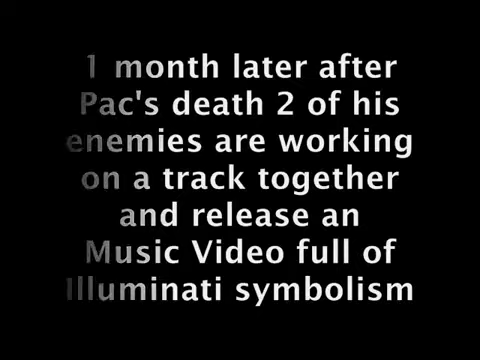 1 month later after
Pac's death 2 of his
enemies are working
on a track together
and release an
Music Video full of
Illuminati symbolism